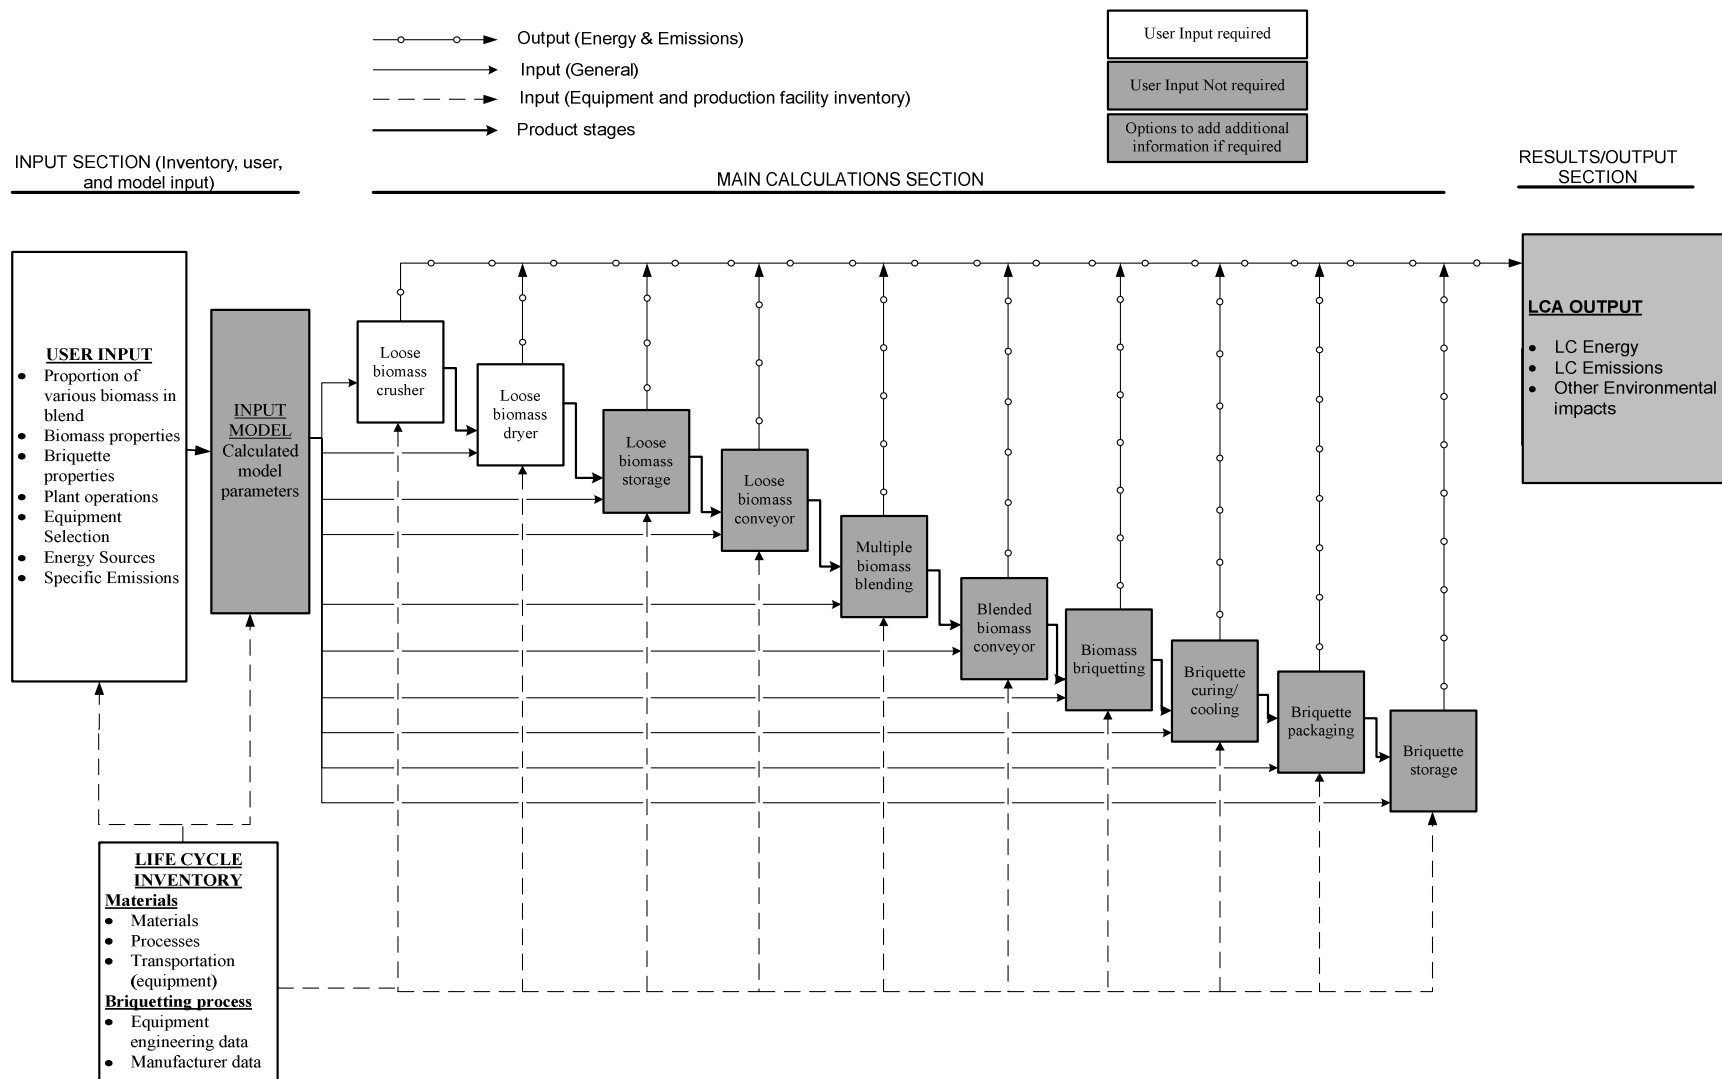 Output (Energy & Emissions)
Input (General)
Input (Equipment and production facility inventory)
Product stages
User Input required
User Input Not required
Options to add additional
information if required
INPUT SECTION (Inventory, user,
and model input)
MAIN CALCULATIONS SECTION
RESULTS/OUTPUT
SECTION
USER INPUT
• Proportion of
various biomass in
blend
• Biomass properties
• Briquette
properties
• Plant operations
• Equipment
Selection
• Energy Sources
• Specific Emissions
INPUT
MODEL
Calculated
model
parameters
Loose
biomass
crusher
Loose
biomass
dryer
Loose
biomass
storage
Loose
biomass
conveyor
Multiple
biomass
blending
Blended
biomass
conveyor
Biomass
briquetting
Briquette
curing/
cooling
Briquette
packaging
Briquette
storage
LCA OUTPUT
• LC Energy
• LC Emissions
• Other Environmental
impacts
LIFE CYCLE
INVENTORY
Materials
• Materials
• Processes
• Transportation
(equipment)
Briquetting process
• Equipment
engineering data
• Manufacturer data